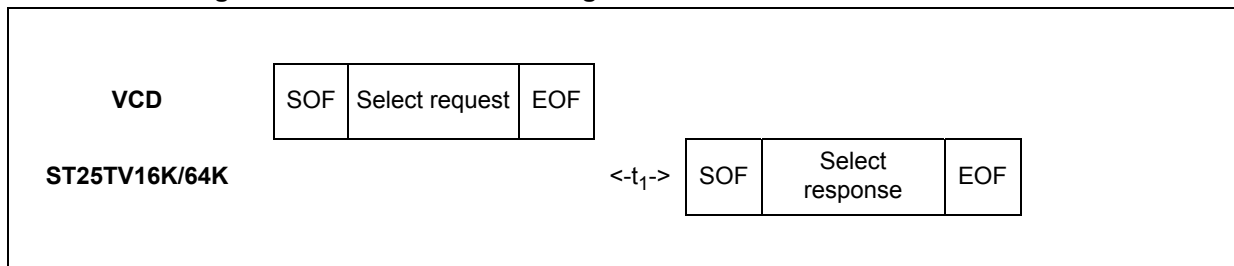 VCD SOF Select request EOF
ST25TV16K/64K <-t1-> SOF Select response EOF